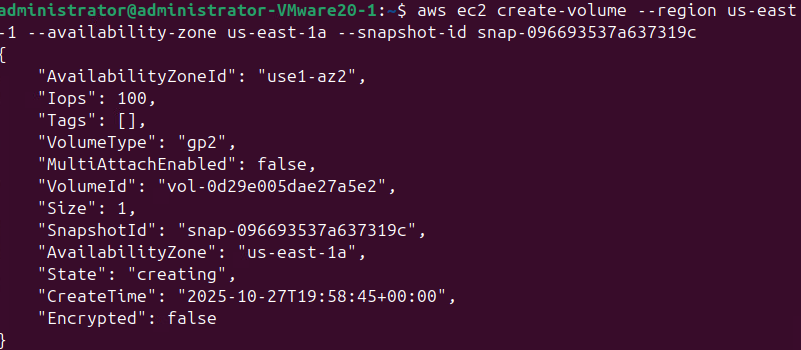 administrator@administrator-VMware20-1:~$ aws ec2 create-volume --region us-east
-1 --availability-zone us-east-1a --snapshot-id snap-096693537a637319c
{
    "AvailabilityZoneId": "use1-az2",
    "Iops": 100,
    "Tags": [],
    "VolumeType": "gp2",
    "MultiAttachEnabled": false,
    "VolumeId": "vol-0d29e005dae27a5e2",
    "Size": 1,
    "SnapshotId": "snap-096693537a637319c",
    "AvailabilityZone": "us-east-1a",
    "State": "creating",
    "CreateTime": "2025-10-27T19:58:45+00:00",
    "Encrypted": false
}